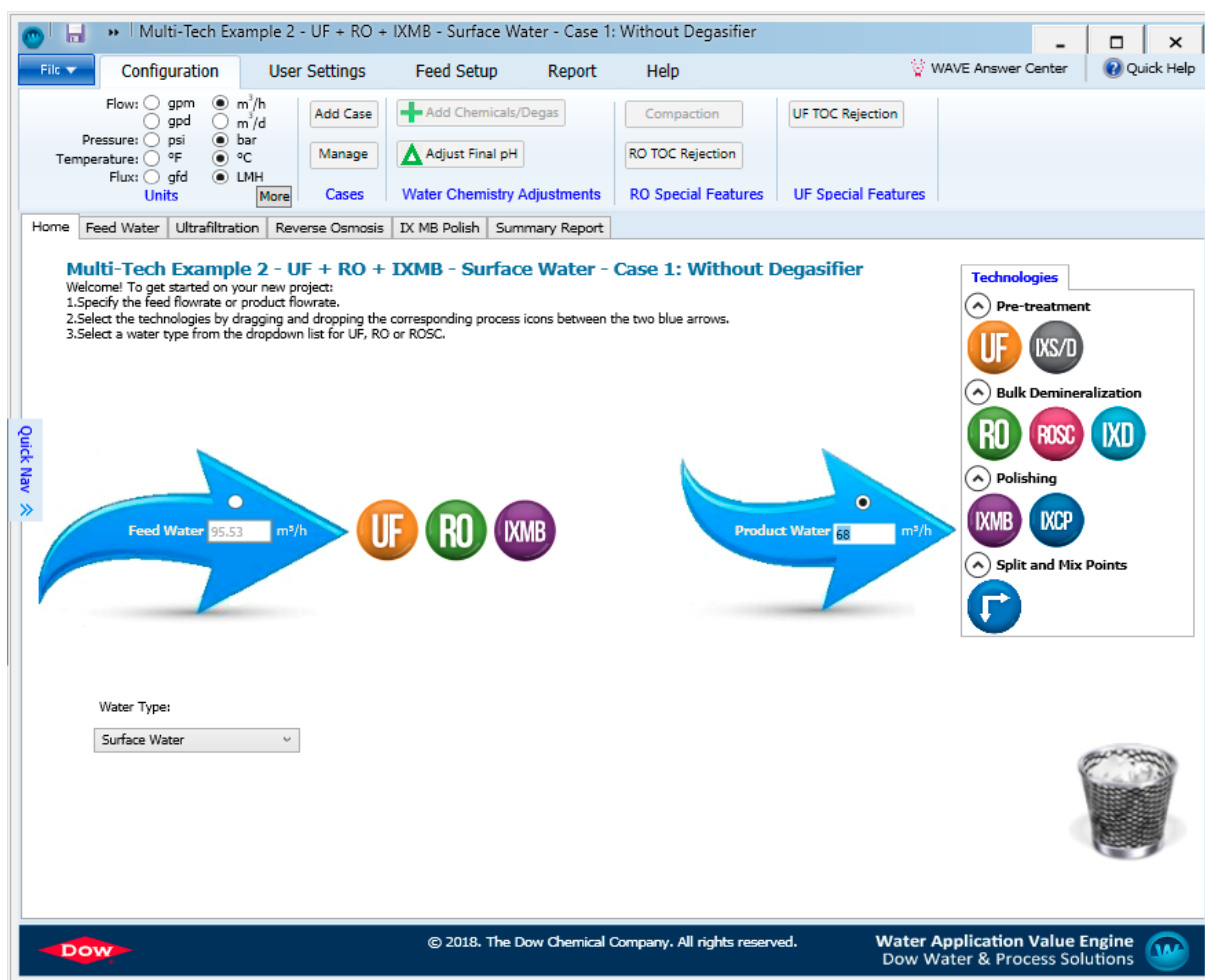 Multi-Tech Example 2 - UF + RO + IXMB - Surface Water - Case 1: Without Degasifier
File Configuration User Settings Feed Setup Report Help WAVE Answer Center Quick Help
Flow: gpm m³/h
gpd m³/d
Pressure: psi bar
Temperature: °F °C
Flux: gfd LMH
Units More
Add Case
Manage
Cases
Add Chemicals/Degas
Adjust Final pH
Water Chemistry Adjustments
Compaction
RO TOC Rejection
RO Special Features
UF TOC Rejection
UF Special Features
Home Feed Water Ultrafiltration Reverse Osmosis IX MB Polish Summary Report
Multi-Tech Example 2 - UF + RO + IXMB - Surface Water - Case 1: Without Degasifier
Welcome! To get started on your new project:
1.Specify the feed flowrate or product flowrate.
2.Select the technologies by dragging and dropping the corresponding process icons between the two blue arrows.
3.Select a water type from the dropdown list for UF, RO or ROSC.
Quick Nav
Feed Water 95.53 m³/h
UF RO IXMB
Product Water 68 m³/h
Technologies
Pre-treatment
UF IXS/D
Bulk Demineralization
RO ROSC IXD
Polishing
IXMB IXCP
Split and Mix Points
Water Type:
Surface Water
DOW
© 2018. The Dow Chemical Company. All rights reserved.
Water Application Value Engine
Dow Water & Process Solutions